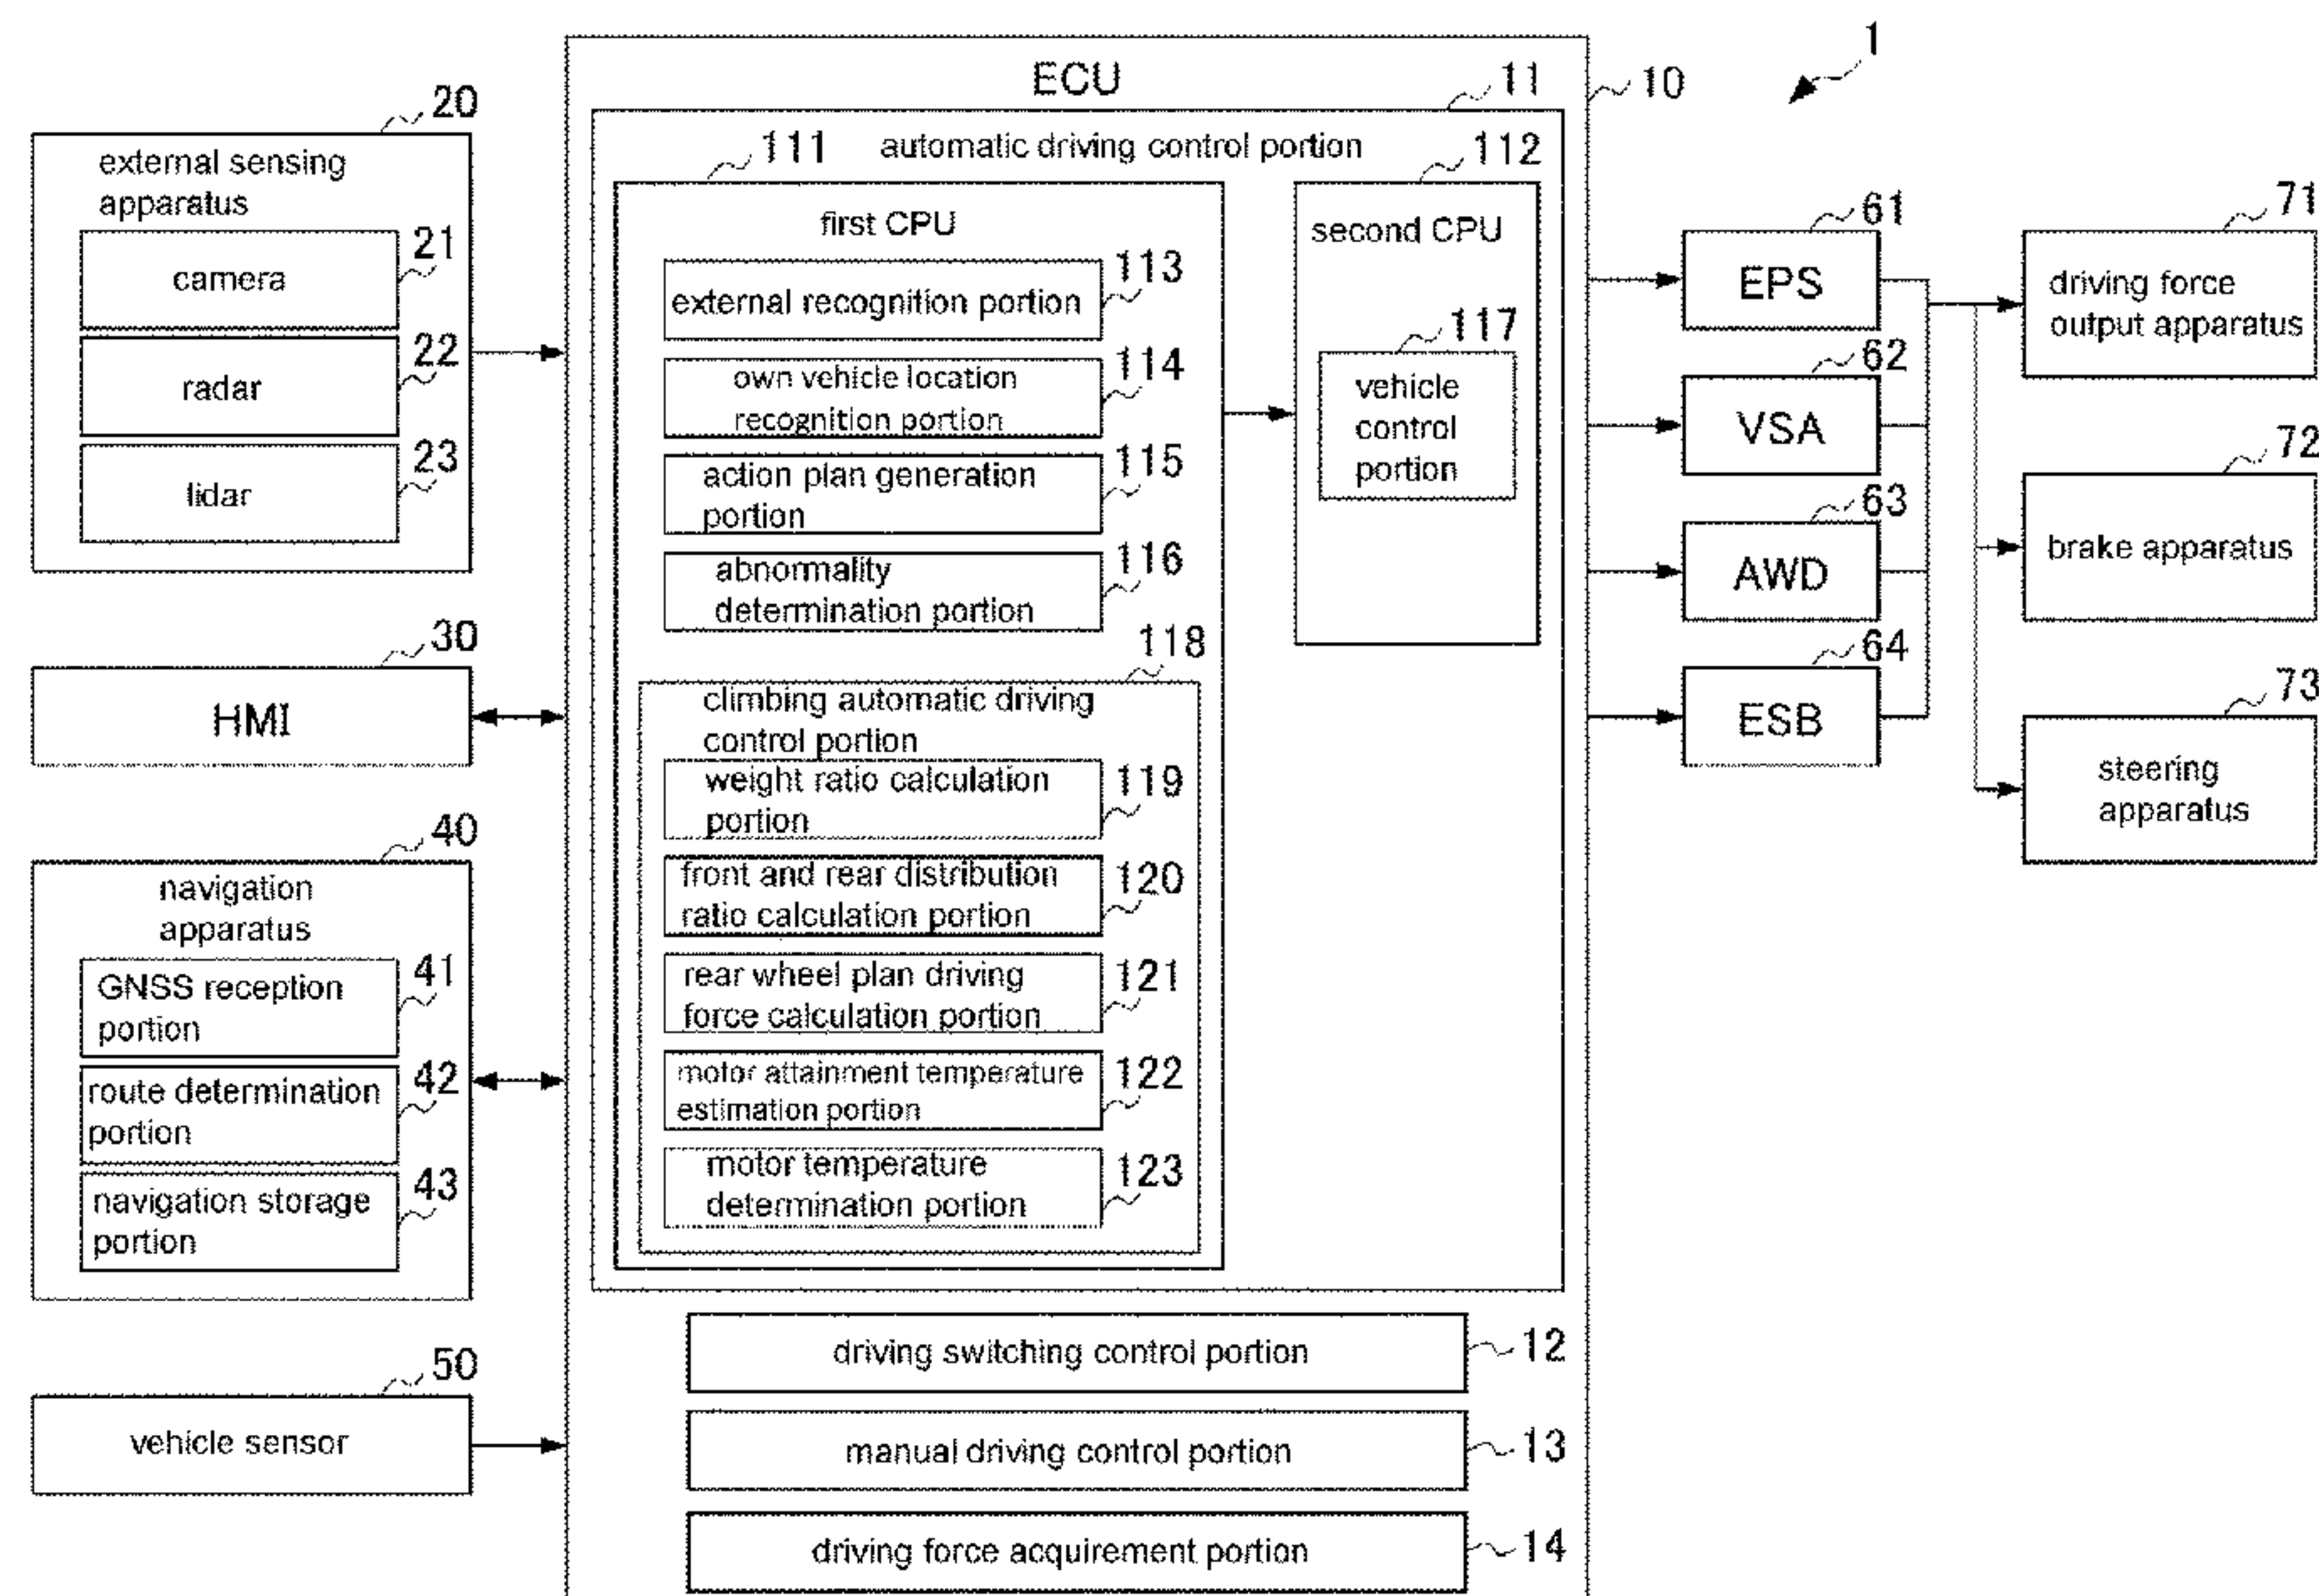 1
ECU
10
11
20
external sensing
apparatus
camera
21
radar
22
lidar
23
30
HMI
40
navigation
apparatus
GNSS reception
portion
41
route determination
portion
42
navigation storage
portion
43
50
vehicle sensor
automatic driving control portion
111
first CPU
external recognition portion
113
own vehicle location
recognition portion
114
action plan generation
portion
115
abnormality
determination portion
116
118
climbing automatic driving
control portion
weight ratio calculation
portion
119
front and rear distribution
ratio calculation portion
120
rear wheel plan driving
force calculation portion
121
motor attainment temperature
estimation portion
122
motor temperature
determination portion
123
112
second CPU
117
vehicle
control
portion
driving switching control portion
12
manual driving control portion
13
driving force acquirement portion
14
61
EPS
62
VSA
63
AWD
64
ESB
71
driving force
output apparatus
72
brake apparatus
73
steering
apparatus